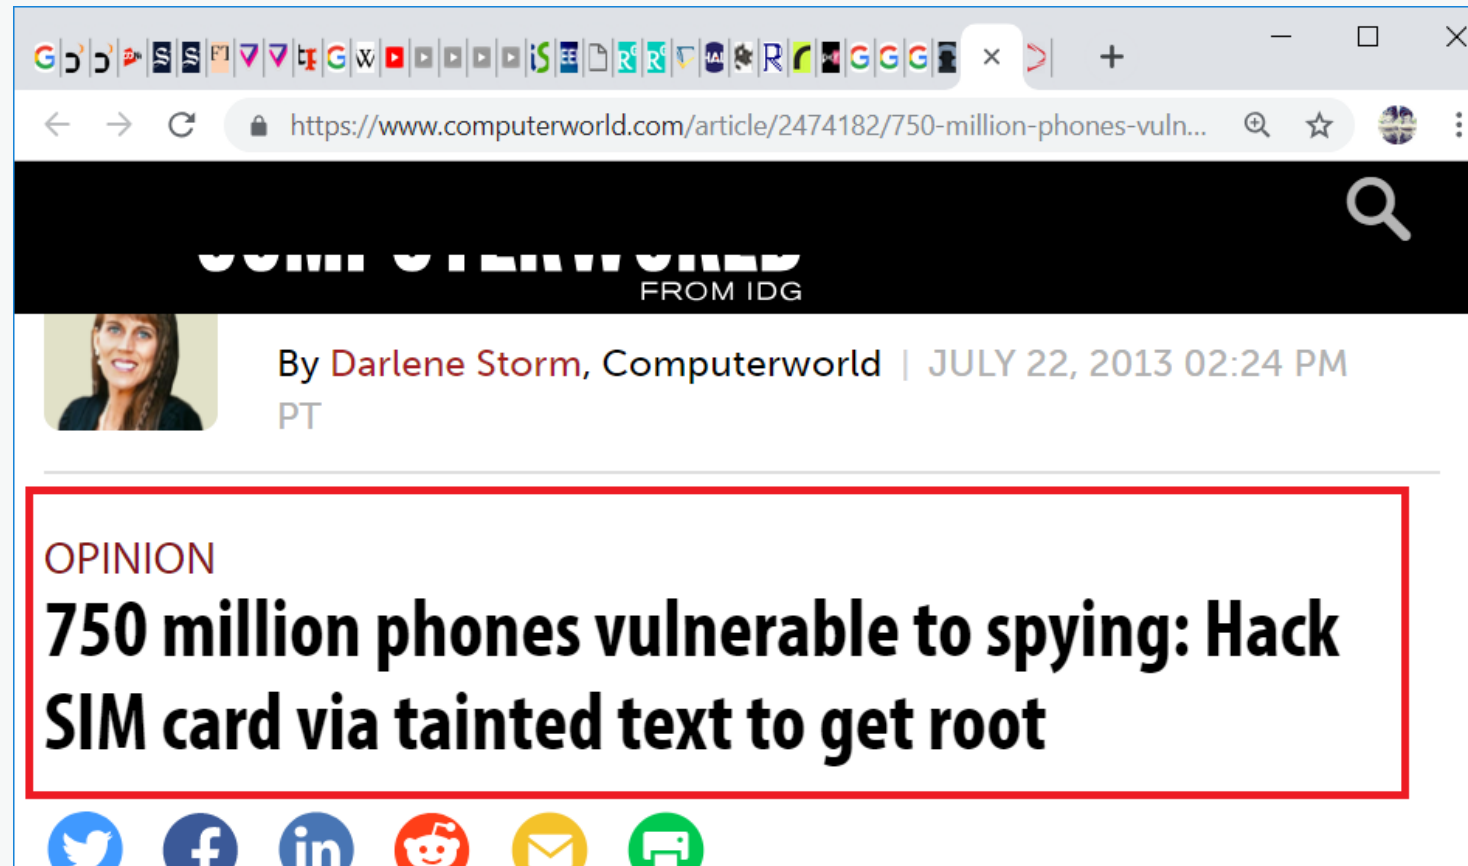 https://www.computerworld.com/article/2474182/750-million-phones-vuln...
COMPUTERWORLD
FROM IDG
By Darlene Storm, Computerworld | JULY 22, 2013 02:24 PM
PT
OPINION
750 million phones vulnerable to spying: Hack
SIM card via tainted text to get root